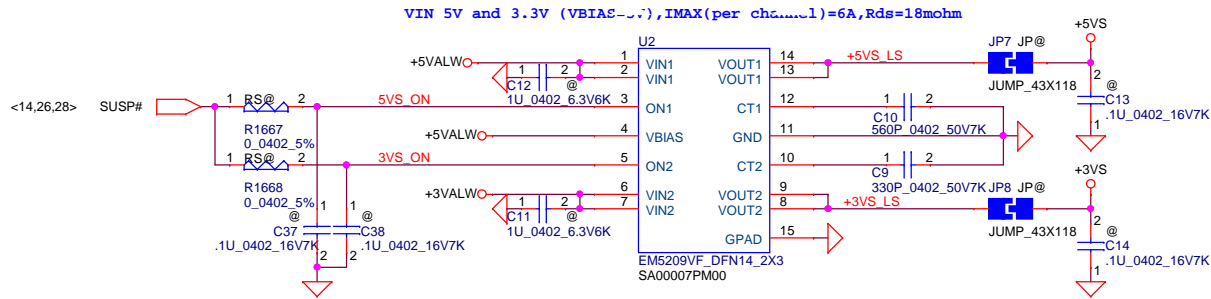 VIN 5V and 3.3V (VBIAS=5V),IMAX(per channel)=6A,Rds=18mohm
U2
+5VALW
1 VIN1
2 VIN1
VOUT1 14
VOUT1 13
+5VS_LS
JP7 JP@
JUMP_43X118
+5VS
1 2
C12 @
1U_0402_6.3V6K
2
@
C13
.1U_0402_16V7K
1
<14,26,28> SUSP#
1 RS@ 2
R1667
0_0402_5%
5VS_ON
3 ON1
CT1 12
1 2
C10
560P_0402_50V7K
+5VALW
4 VBIAS
GND 11
1 RS@ 2
R1668
0_0402_5%
3VS_ON
5 ON2
CT2 10
1 2
C9
330P_0402_50V7K
+3VALW
6 VIN2
7 VIN2
VOUT2 9
VOUT2 8
+3VS_LS
JP8 JP@
JUMP_43X118
+3VS
1 2
C11 @
1U_0402_6.3V6K
GPAD 15
1 1
@ @
C37 C38
.1U_0402_16V7K .1U_0402_16V7K
2 2
2
@
C14
.1U_0402_16V7K
1
EM5209VF_DFN14_2X3
SA00007PM00